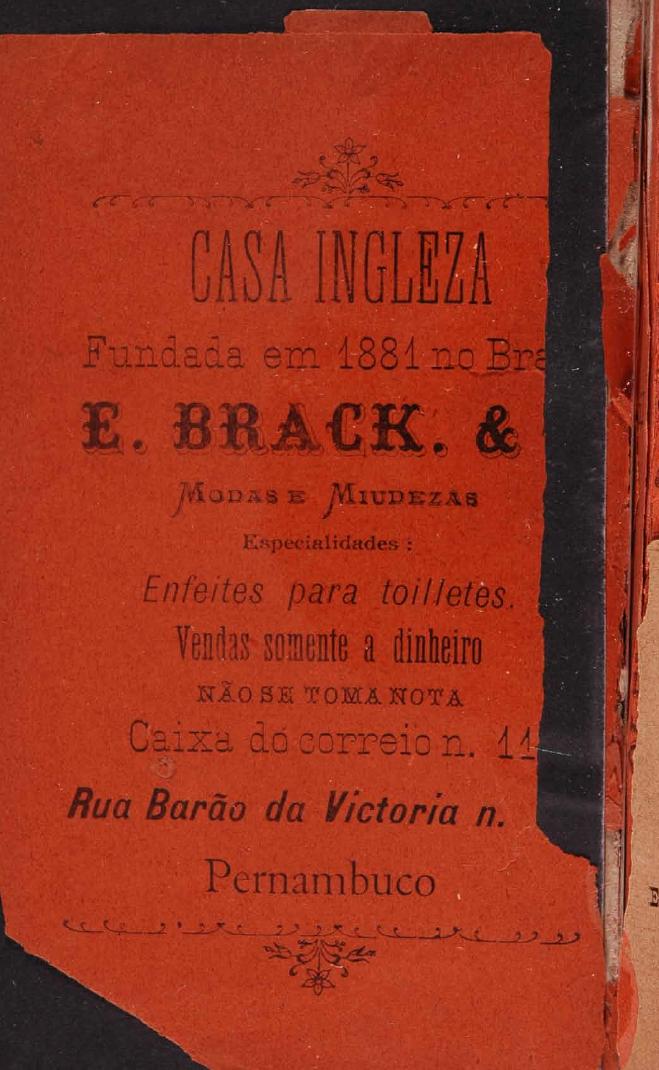 CASA INGLEZA
Fundada em 1881 no Bra
E. BRACK. &
MODAS E MIUDEZAS
Especialidades :
Enfeites para toilletes.
Vendas somente a dinheiro
NÃO SE TOMA NOTA
Caixa do correio n. 11
Rua Barão da Victoria n.
Pernambuco